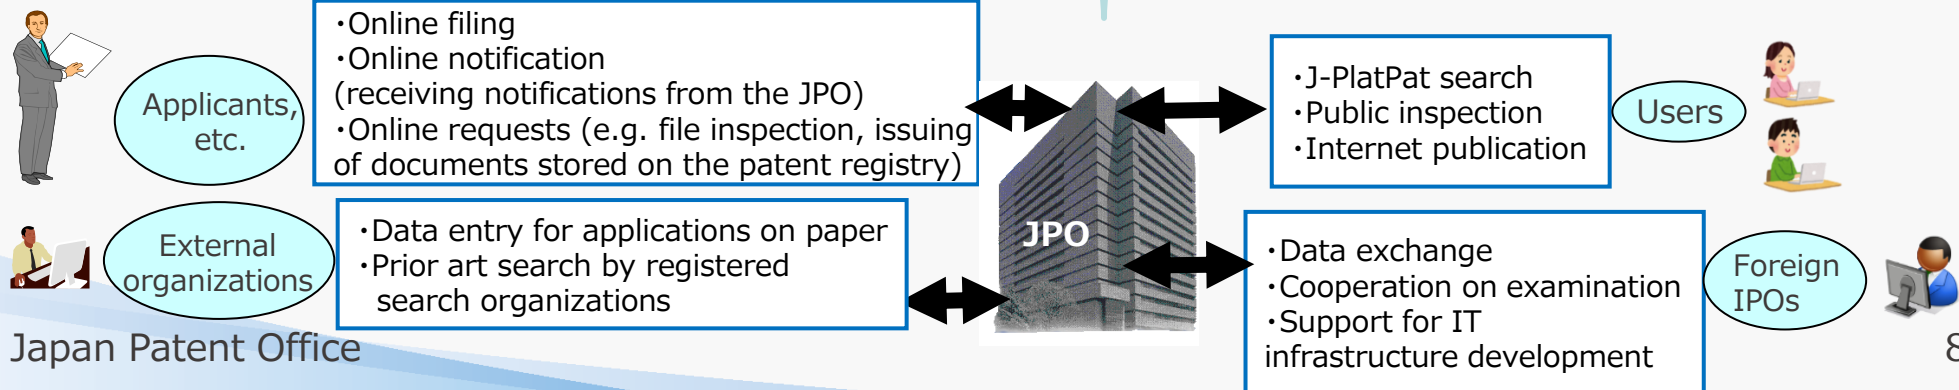 Applicants,
etc.
・Online filing
・Online notification
(receiving notifications from the JPO)
・Online requests (e.g. file inspection, issuing
of documents stored on the patent registry)
・J-PlatPat search
・Public inspection
・Internet publication
Users
External
organizations
・Data entry for applications on paper
・Prior art search by registered
search organizations
JPO
・Data exchange
・Cooperation on examination
・Support for IT
infrastructure development
Foreign
IPOs
Japan Patent Office
8